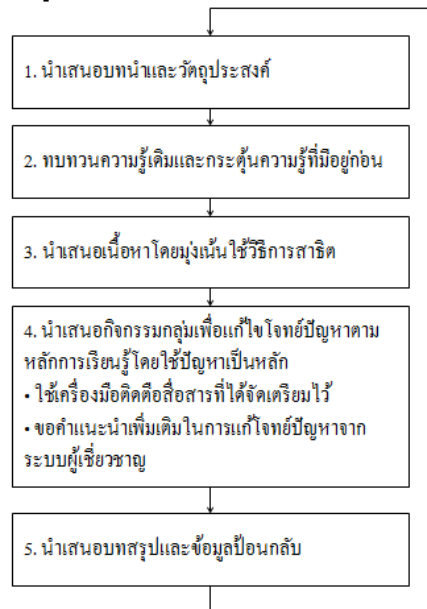 1. นำเสนอบทนำและวัตถุประสงค์
2. ทบทวนความรู้เดิมและกระตุ้นความรู้ที่มีอยู่ก่อน
3. นำเสนอเนื้อหาโดยมุ่งเน้นใช้วิธีการสาธิต
4. นำเสนอกิจกรรมกลุ่มเพื่อแก้ไขโจทย์ปัญหาตาม
หลักการเรียนรู้โดยใช้ปัญหาเป็นหลัก
• ใช้เครื่องมือติดต่อสื่อสารที่ได้จัดเตรียมไว้
• ขอคำแนะนำเพิ่มเติมในการแก้โจทย์ปัญหาจาก
ระบบผู้เชี่ยวชาญ
5. นำเสนอบทสรุปและข้อมูลป้อนกลับ